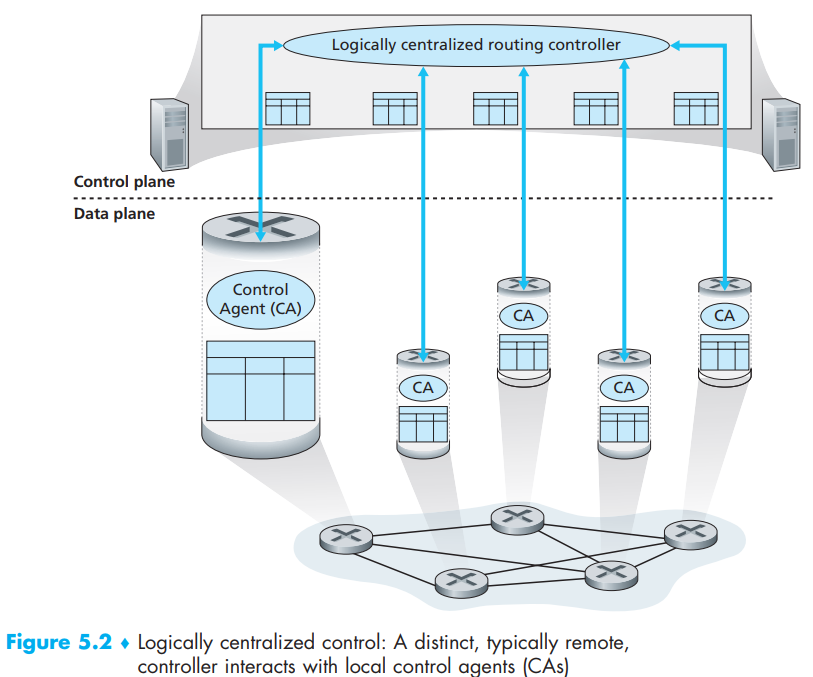 Logically centralized routing controller
Control plane
Data plane
Control
Agent (CA)
CA
CA
CA
CA
Figure 5.2 ♦ Logically centralized control: A distinct, typically remote,
controller interacts with local control agents (CAs)